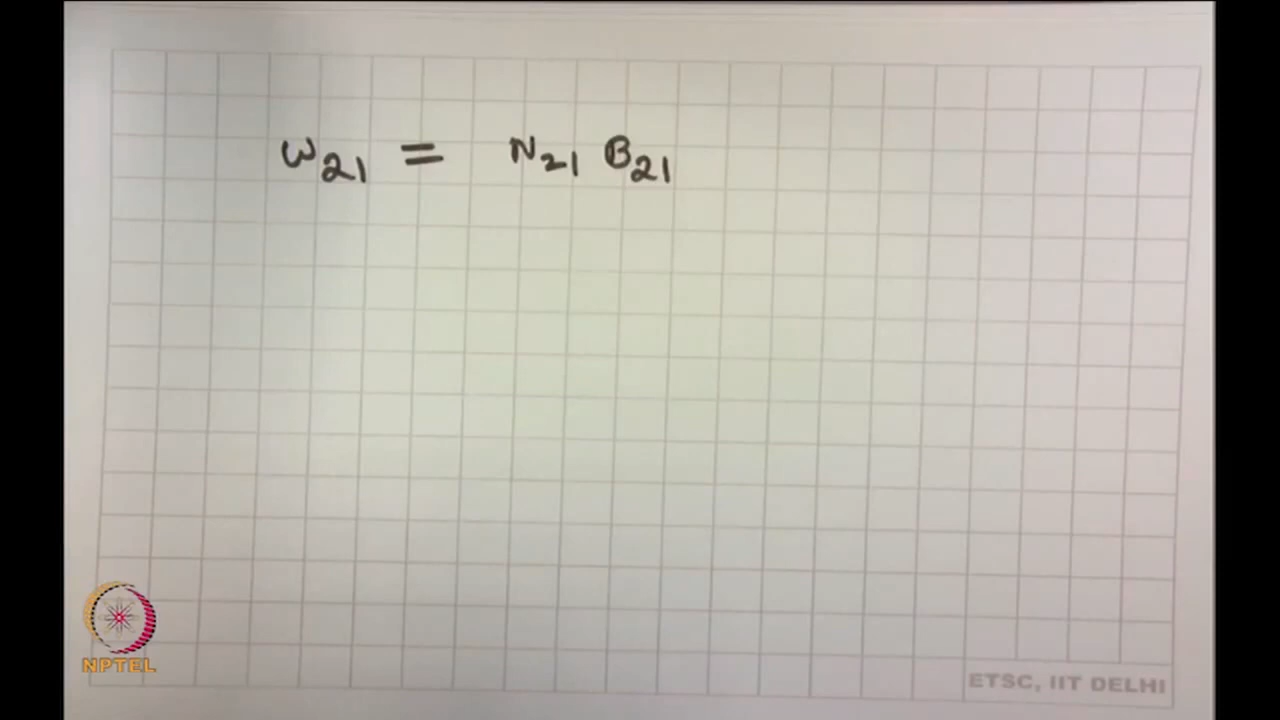 ω₂₁ = N₂₁ B₂₁
NPTEL
ETSC, IIT DELHI